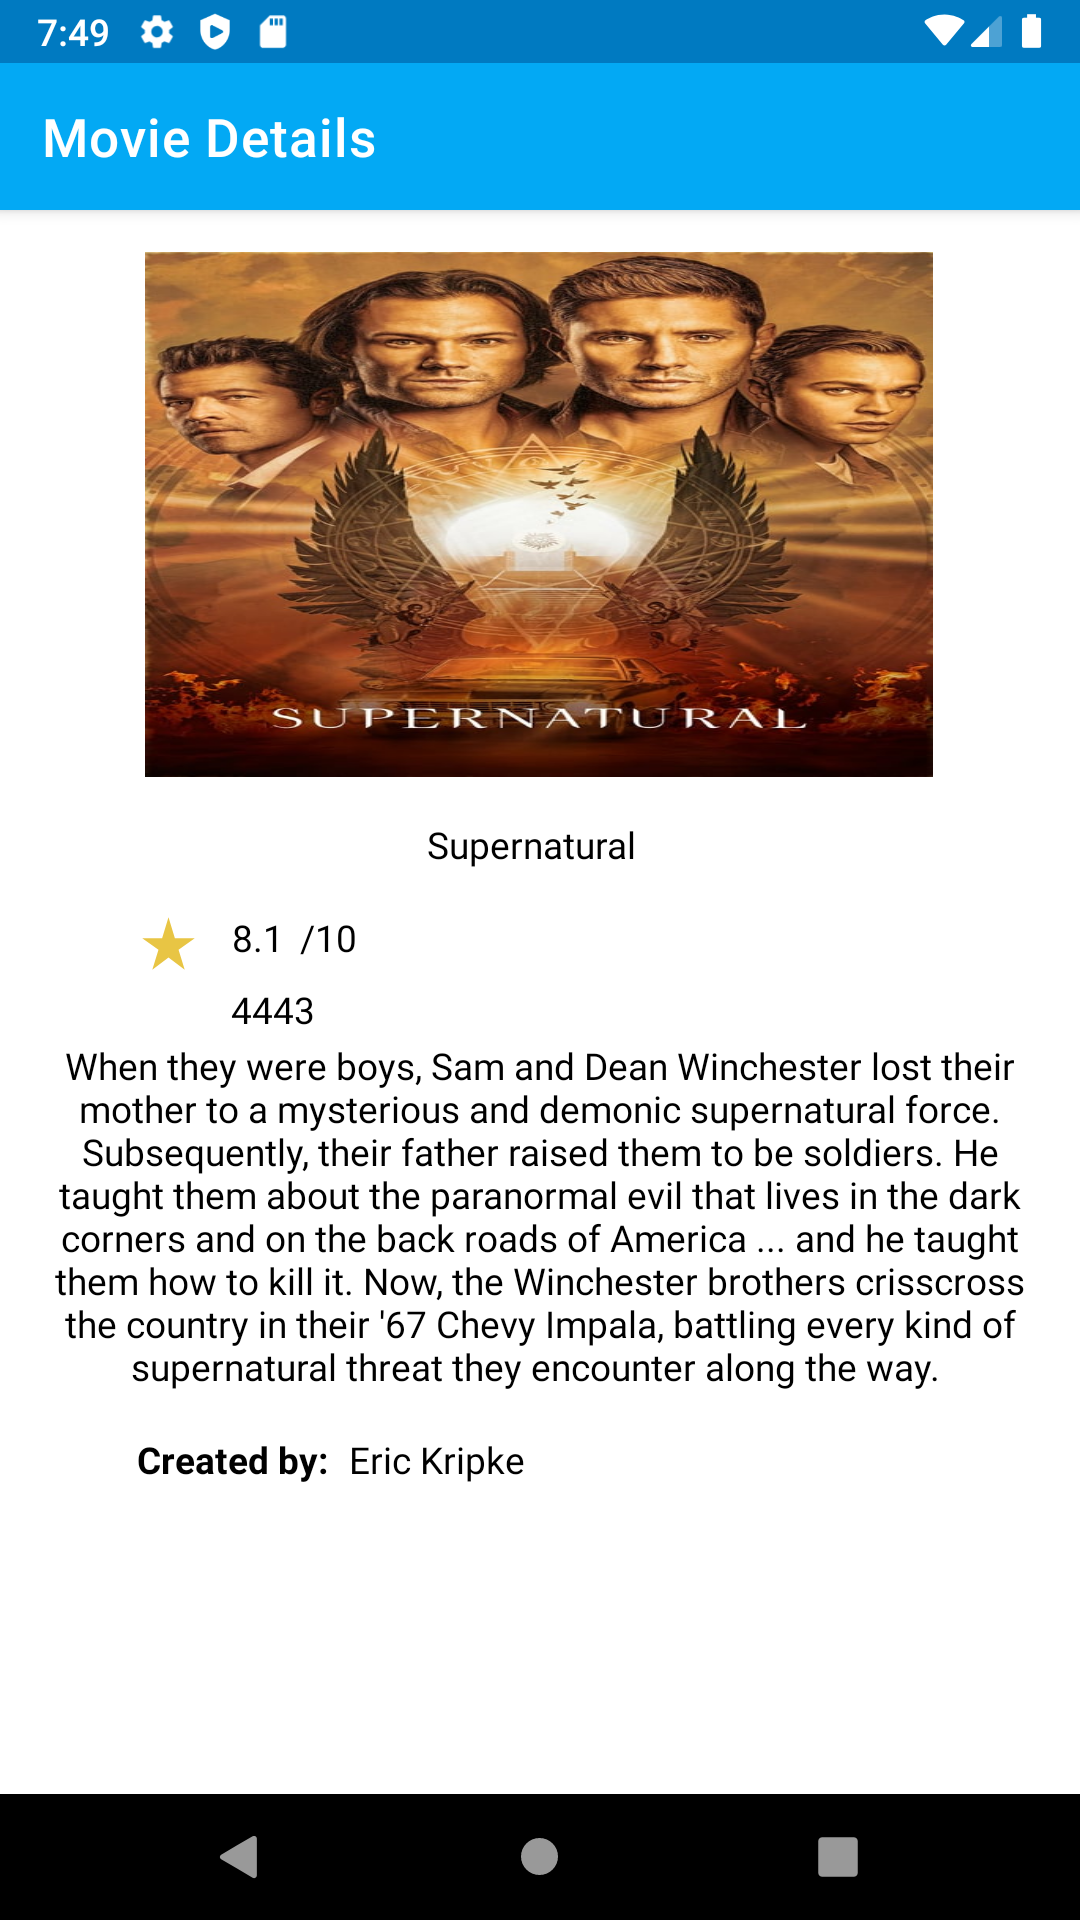 7:49
Movie Details
SUPERNATURAL
Supernatural
8.1 /10
4443
When they were boys, Sam and Dean Winchester lost their
mother to a mysterious and demonic supernatural force.
Subsequently, their father raised them to be soldiers. He
taught them about the paranormal evil that lives in the dark
corners and on the back roads of America ... and he taught
them how to kill it. Now, the Winchester brothers crisscross
the country in their '67 Chevy Impala, battling every kind of
supernatural threat they encounter along the way.
Created by: Eric Kripke